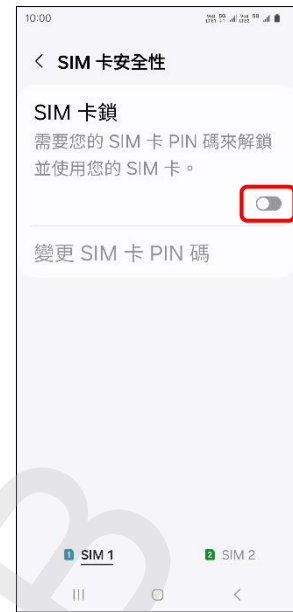 10:00
SIM 卡安全性
SIM 卡鎖
需要您的 SIM 卡 PIN 碼來解鎖
並使用您的 SIM 卡。
變更 SIM 卡 PIN 碼
1 SIM 1
2 SIM 2